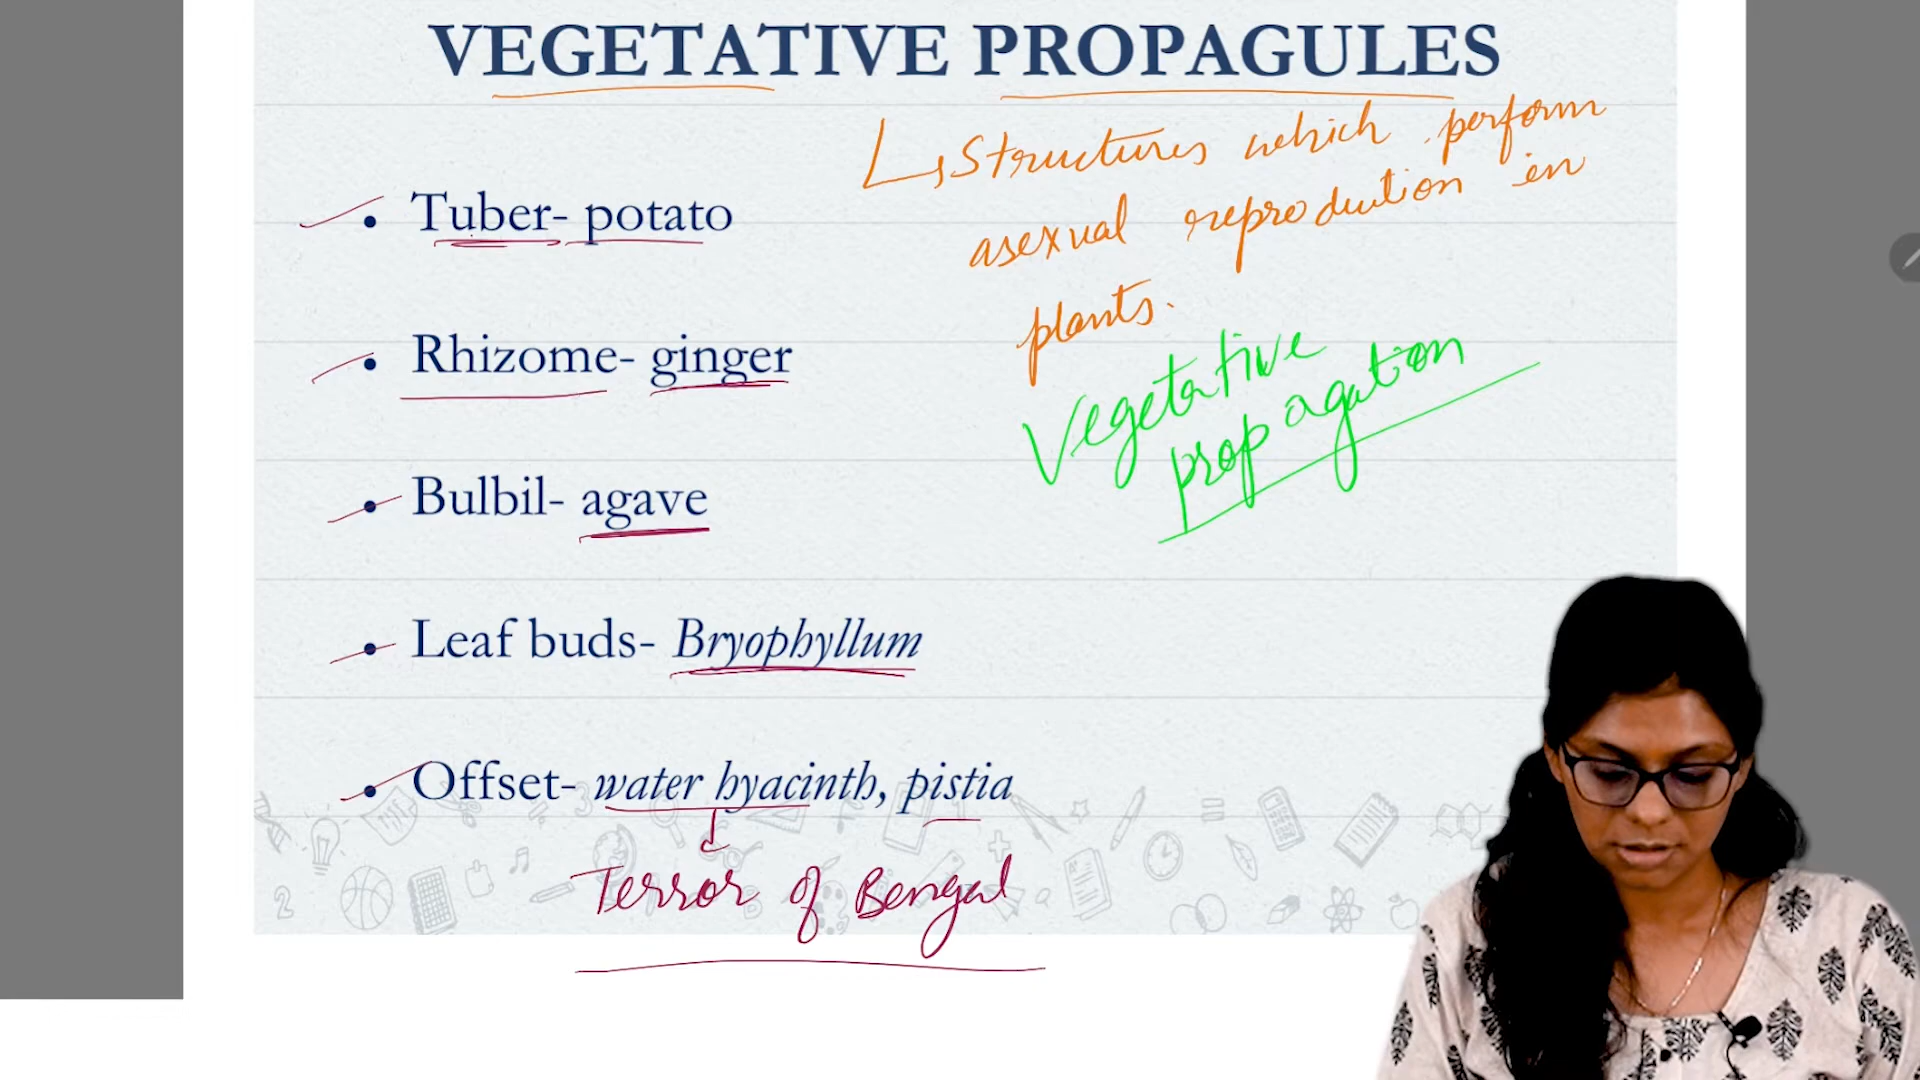 VEGETATIVE PROPAGULES
Structures which perform
asexual reproduction in
plants.
Vegetative
propagation
• Tuber- potato
• Rhizome- ginger
• Bulbil- agave
• Leaf buds- Bryophyllum
• Offset- water hyacinth, pistia
Terror of Bengal